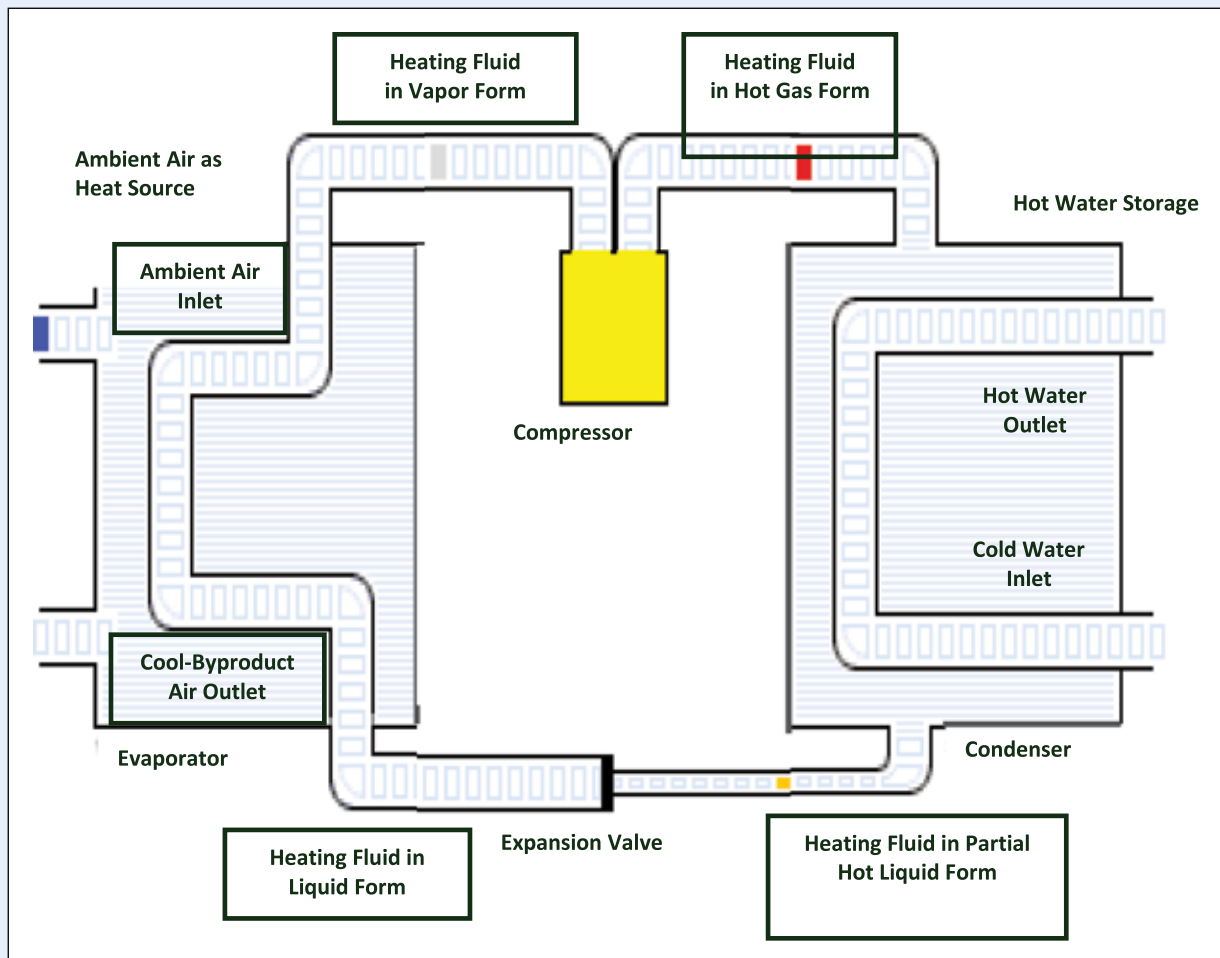 Heating Fluid
in Vapor Form
Heating Fluid
in Hot Gas Form
Ambient Air as
Heat Source
Hot Water Storage
Ambient Air
Inlet
Hot Water
Outlet
Compressor
Cold Water
Inlet
Cool-Byproduct
Air Outlet
Evaporator
Condenser
Expansion Valve
Heating Fluid in
Liquid Form
Heating Fluid in Partial
Hot Liquid Form